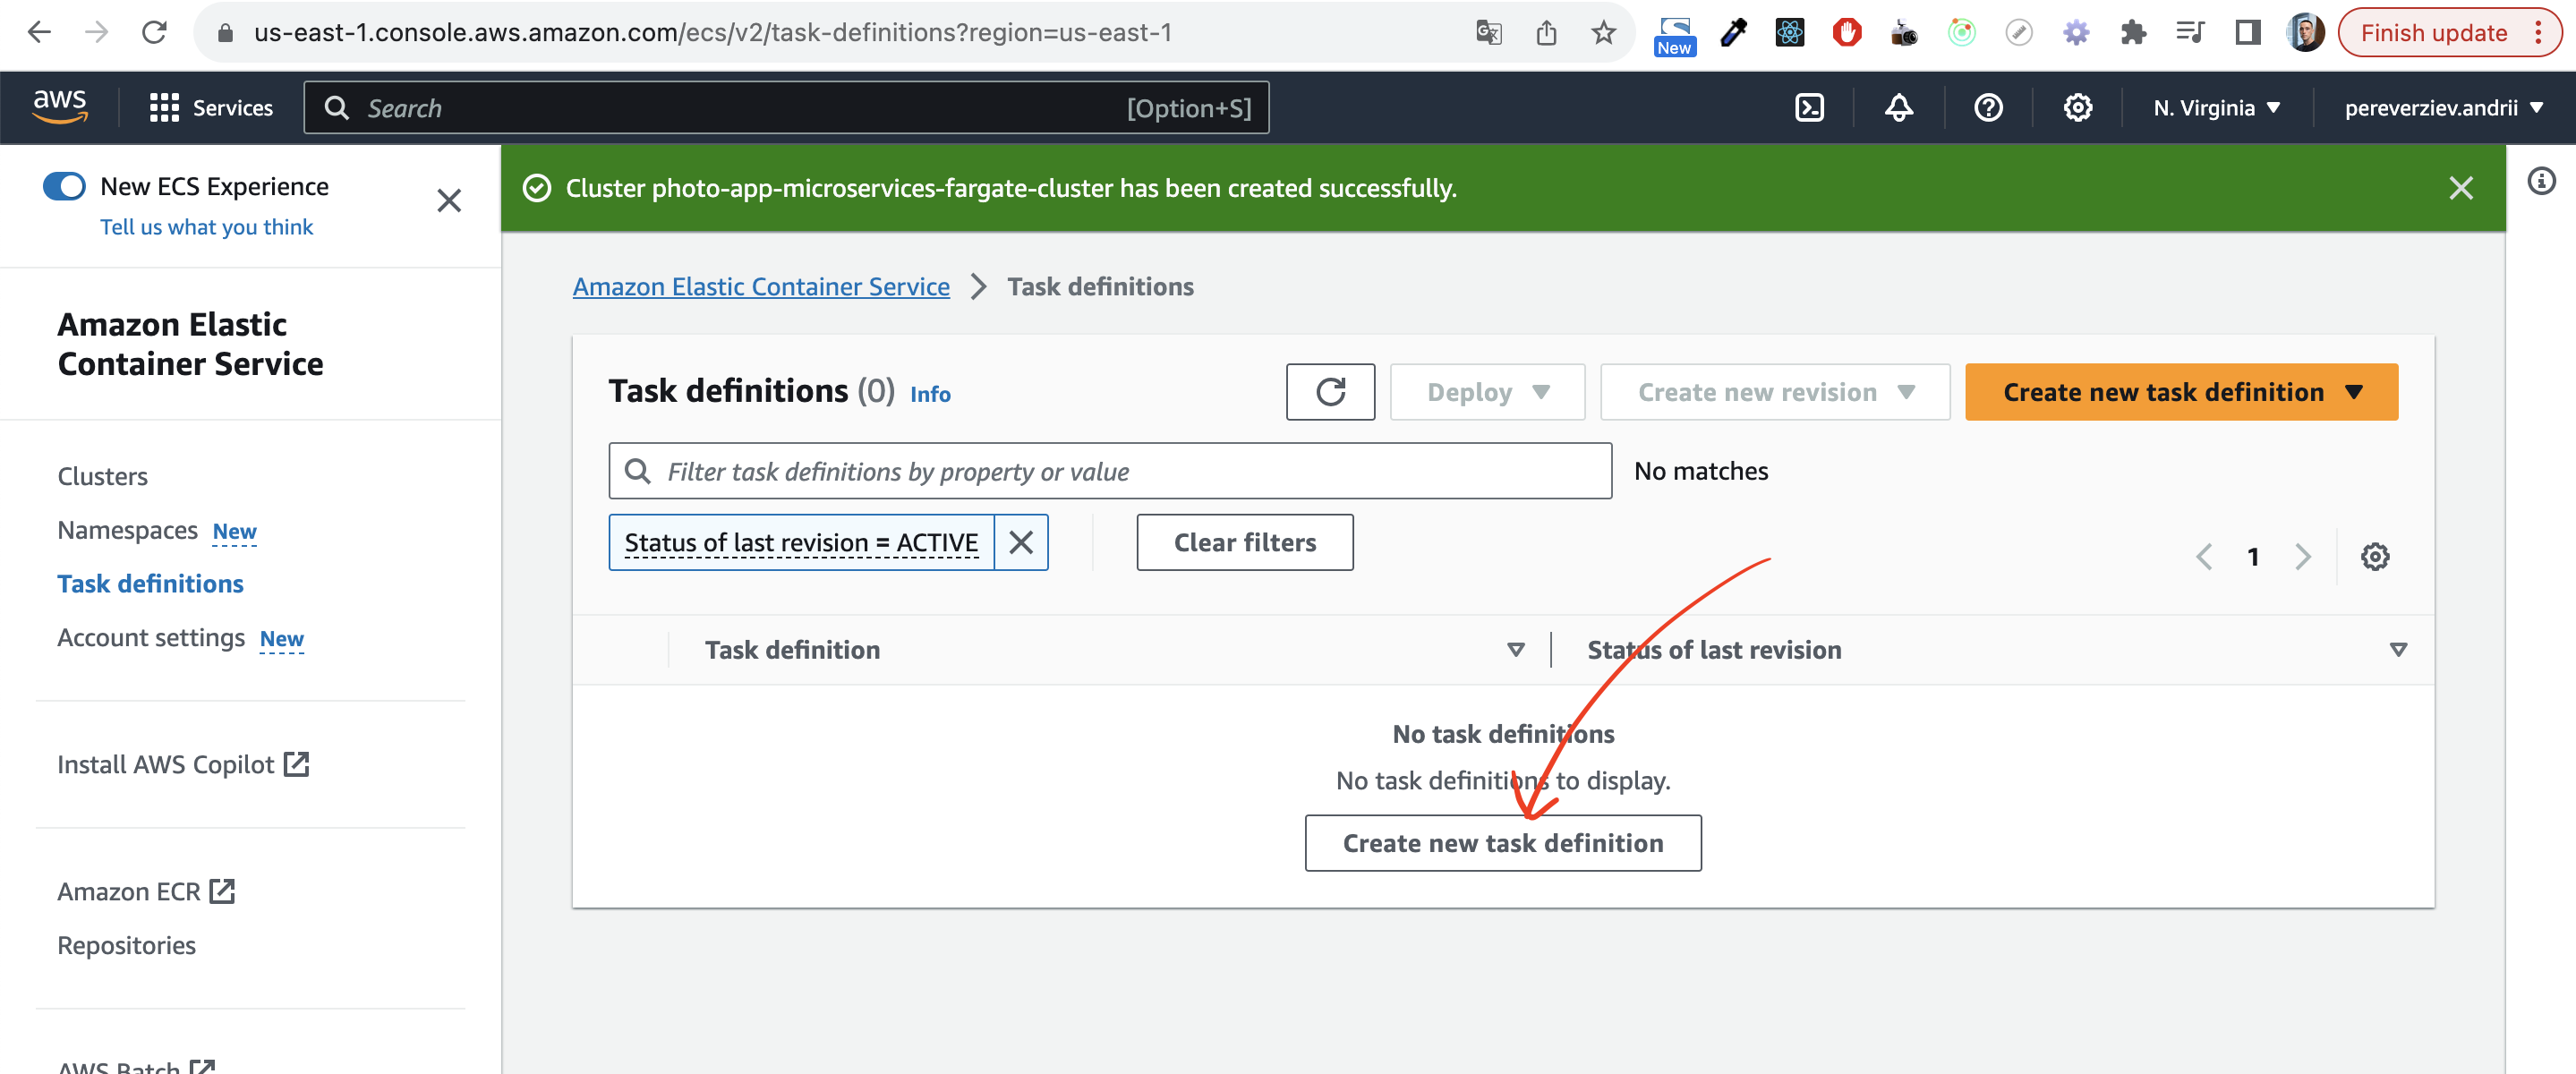 us-east-1.console.aws.amazon.com/ecs/v2/task-definitions?region=us-east-1
New
Finish update
aws
Services
Search
[Option+S]
N. Virginia
pereverziev.andrii
New ECS Experience
Tell us what you think
Cluster photo-app-microservices-fargate-cluster has been created successfully.
Amazon Elastic Container Service
Task definitions
Amazon Elastic
Container Service
Clusters
Namespaces New
Task definitions
Account settings New
Install AWS Copilot
Amazon ECR
Repositories
AWS Batch
Task definitions (0) Info
Deploy
Create new revision
Create new task definition
Filter task definitions by property or value
No matches
Status of last revision = ACTIVE
Clear filters
1
Task definition
Status of last revision
No task definitions
No task definitions to display.
Create new task definition